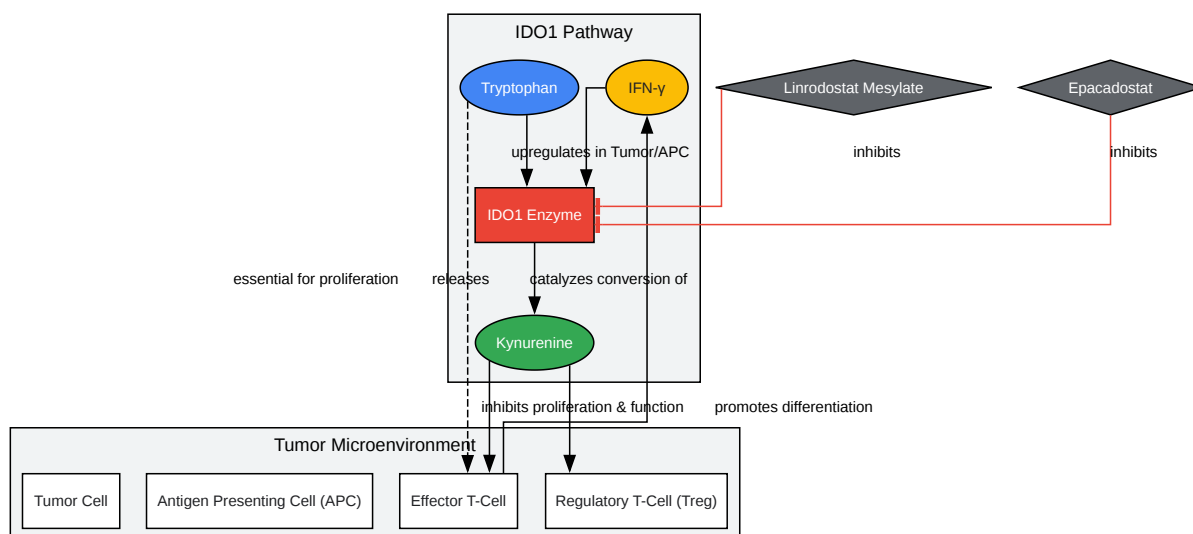 IDO1 Pathway
Tryptophan
IFN-γ
Linrodostat Mesylate
Epacadostat
upregulates in Tumor/APC
inhibits
inhibits
IDO1 Enzyme
essential for proliferation
releases
catalyzes conversion of
Kynurenine
inhibits proliferation & function
promotes differentiation
Tumor Microenvironment
Tumor Cell
Antigen Presenting Cell (APC)
Effector T-Cell
Regulatory T-Cell (Treg)